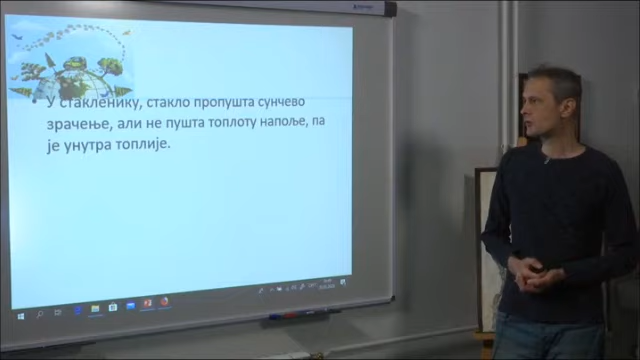 У стакленику, стакло пропушта сунчево
зрачење, али не пушта топлоту напоље, па
је унутра топлије.